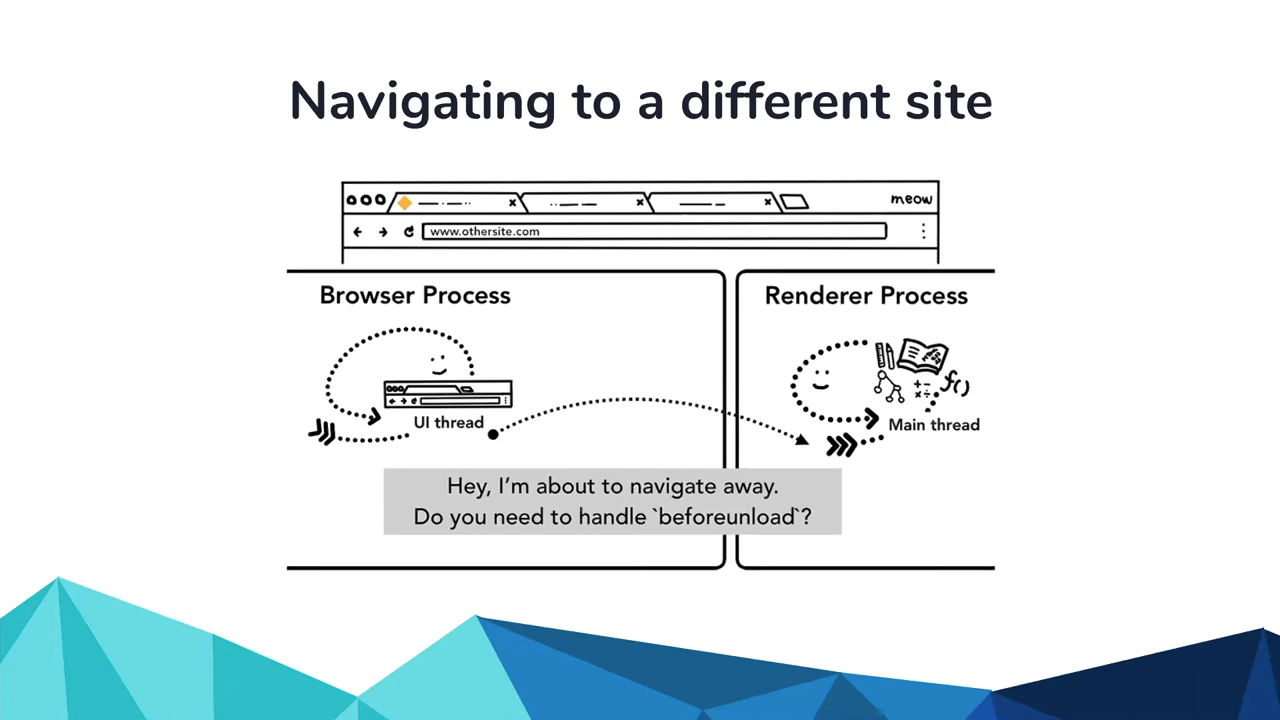 Navigating to a different site
meow
www.othersite.com
Browser Process
Renderer Process
f()
UI thread
Main thread
Hey, I'm about to navigate away.
Do you need to handle `beforeunload`?